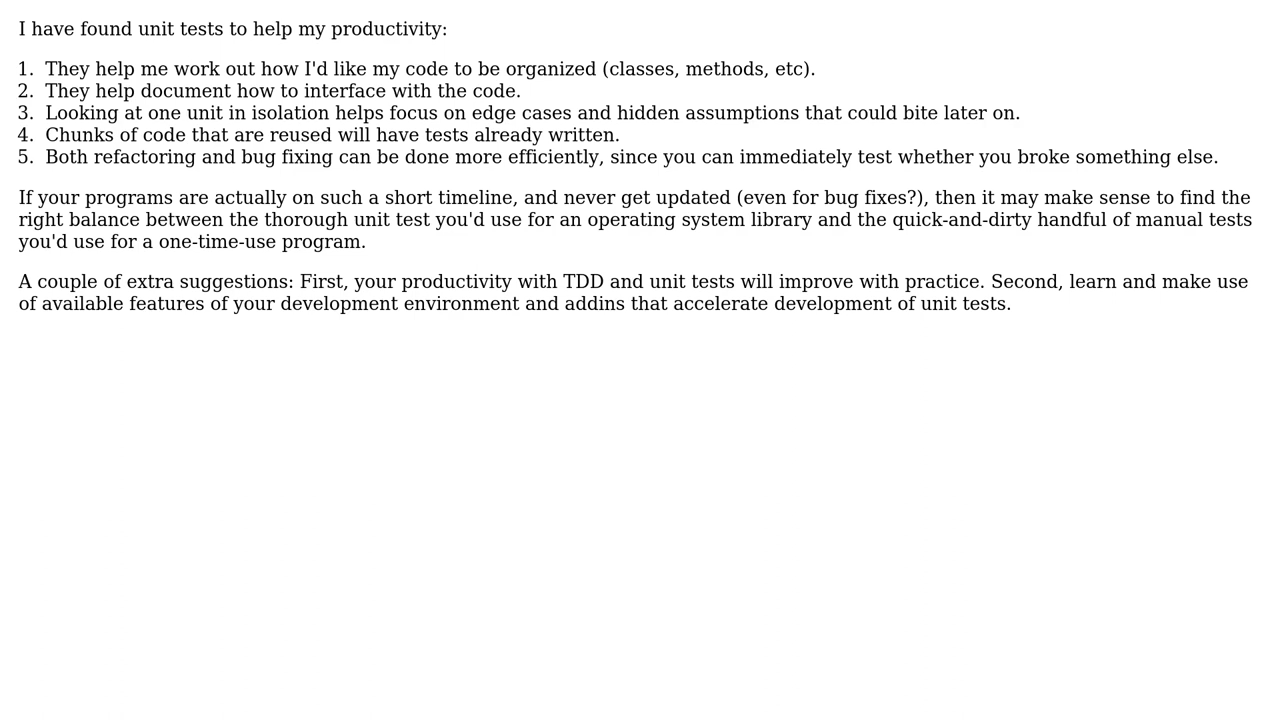 I have found unit tests to help my productivity:
1. They help me work out how I'd like my code to be organized (classes, methods, etc).
2. They help document how to interface with the code.
3. Looking at one unit in isolation helps focus on edge cases and hidden assumptions that could bite later on.
4. Chunks of code that are reused will have tests already written.
5. Both refactoring and bug fixing can be done more efficiently, since you can immediately test whether you broke something else.
If your programs are actually on such a short timeline, and never get updated (even for bug fixes?), then it may make sense to find the
right balance between the thorough unit test you'd use for an operating system library and the quick-and-dirty handful of manual tests
you'd use for a one-time-use program.
A couple of extra suggestions: First, your productivity with TDD and unit tests will improve with practice. Second, learn and make use
of available features of your development environment and addins that accelerate development of unit tests.